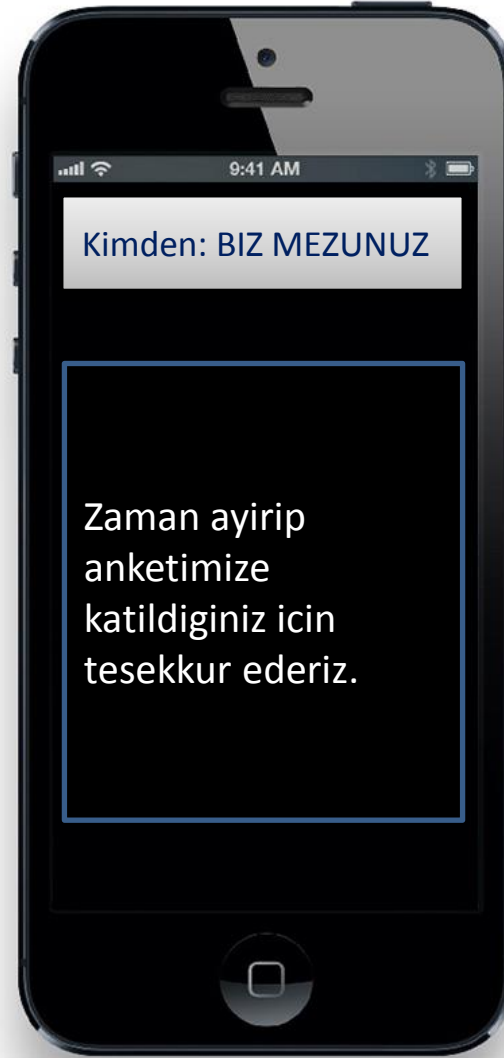 9:41 AM
Kimden: BIZ MEZUNUZ
Zaman ayirip
anketimize
katildiginiz icin
tesekkur ederiz.